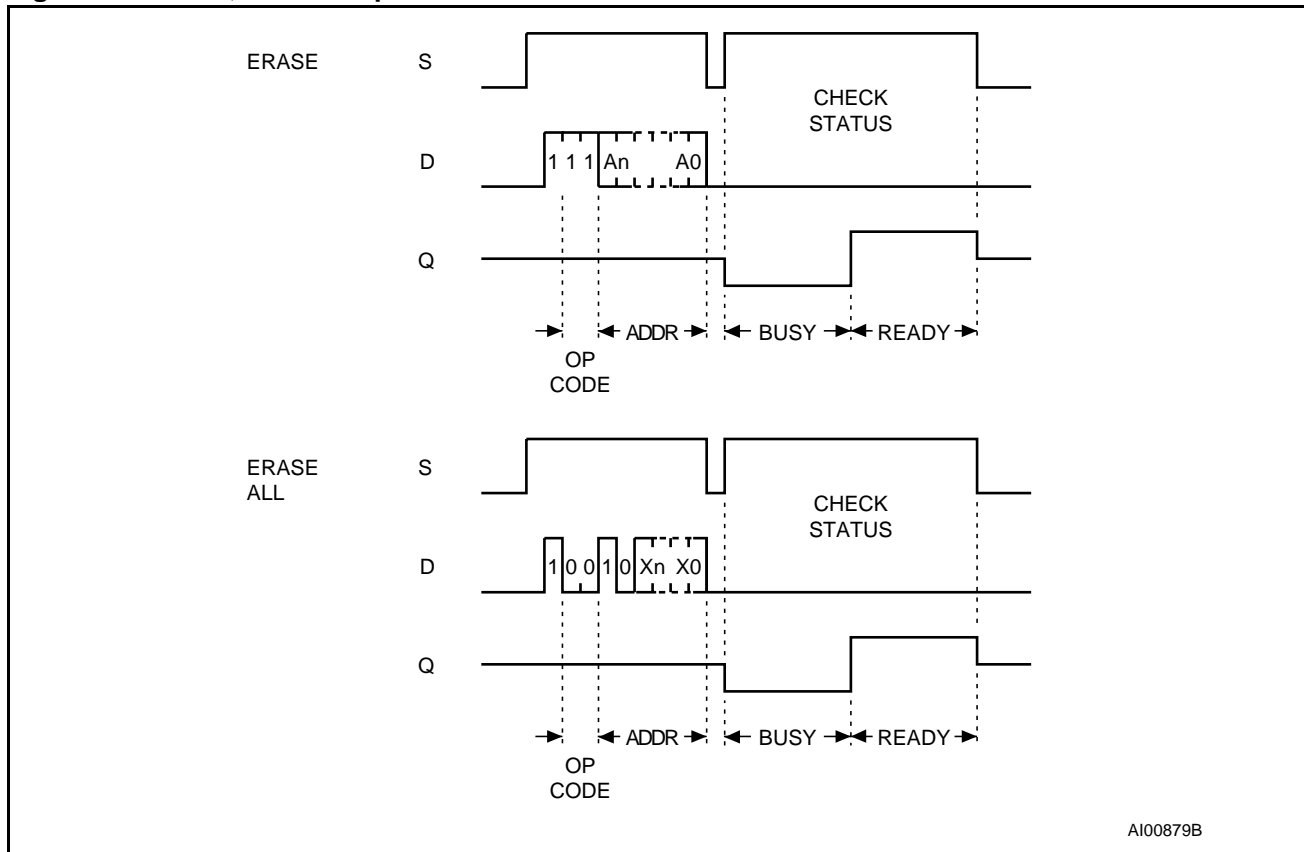 ERASE S
CHECK
STATUS
D 1 1 1 An A0
Q
ADDR BUSY READY
OP
CODE
ERASE
ALL
S
CHECK
STATUS
D 1 0 0 1 0 Xn X0
Q
ADDR BUSY READY
OP
CODE
AI00879B